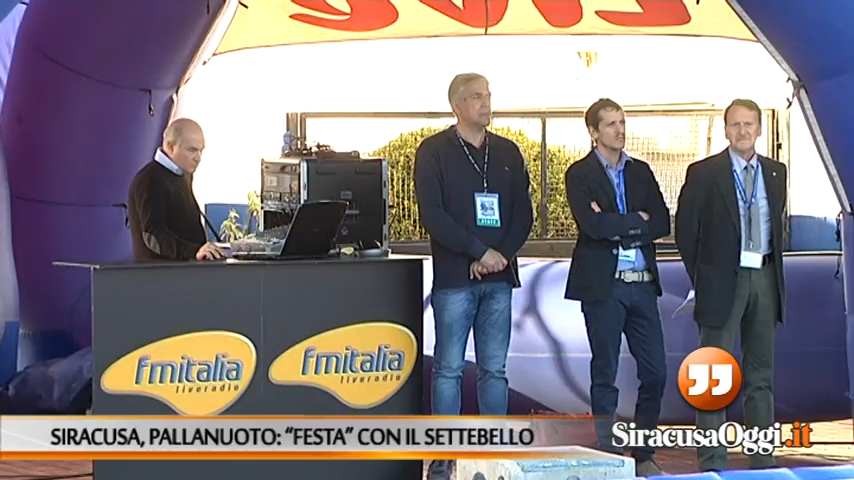 fmitalia
liveradio
fmitalia
liveradio
STAFF
SIRACUSA, PALLANUOTO: “FESTA” CON IL SETTEBELLO
SiracusaOggi.it